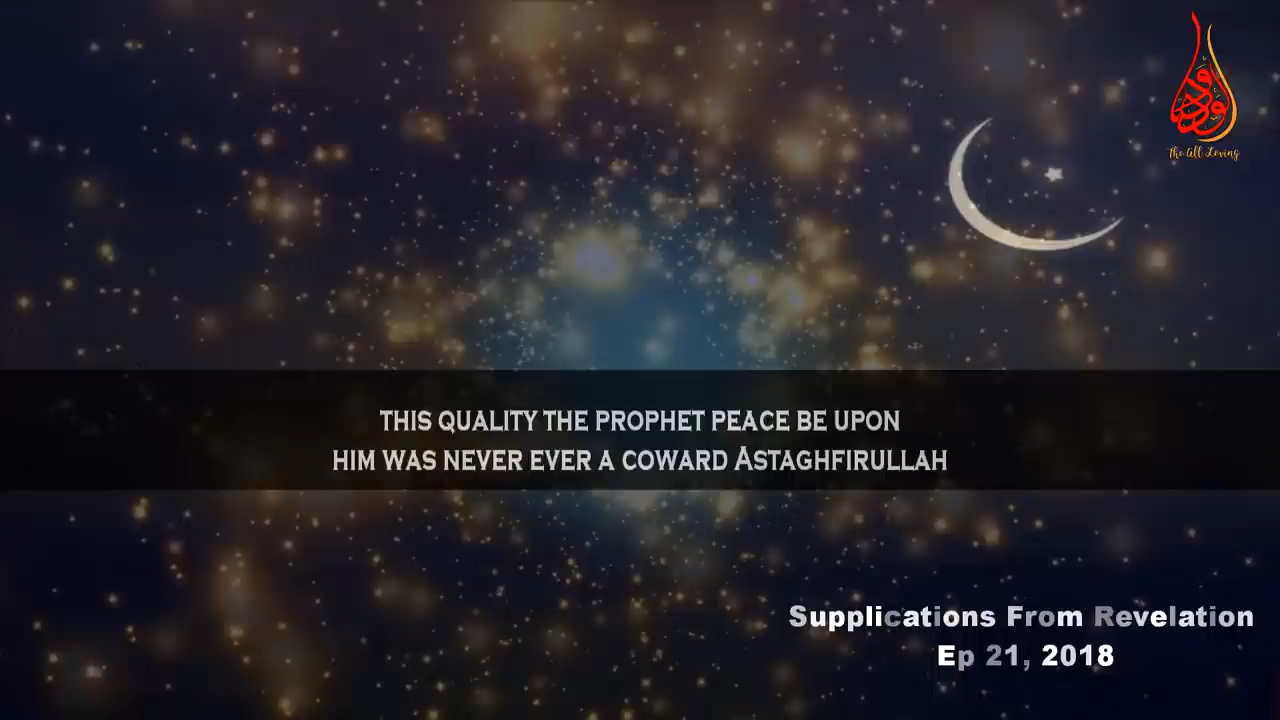 الودود
The All Loving
THIS QUALITY THE PROPHET PEACE BE UPON
HIM WAS NEVER EVER A COWARD ASTAGHFIRULLAH
Supplications From Revelation
Ep 21, 2018